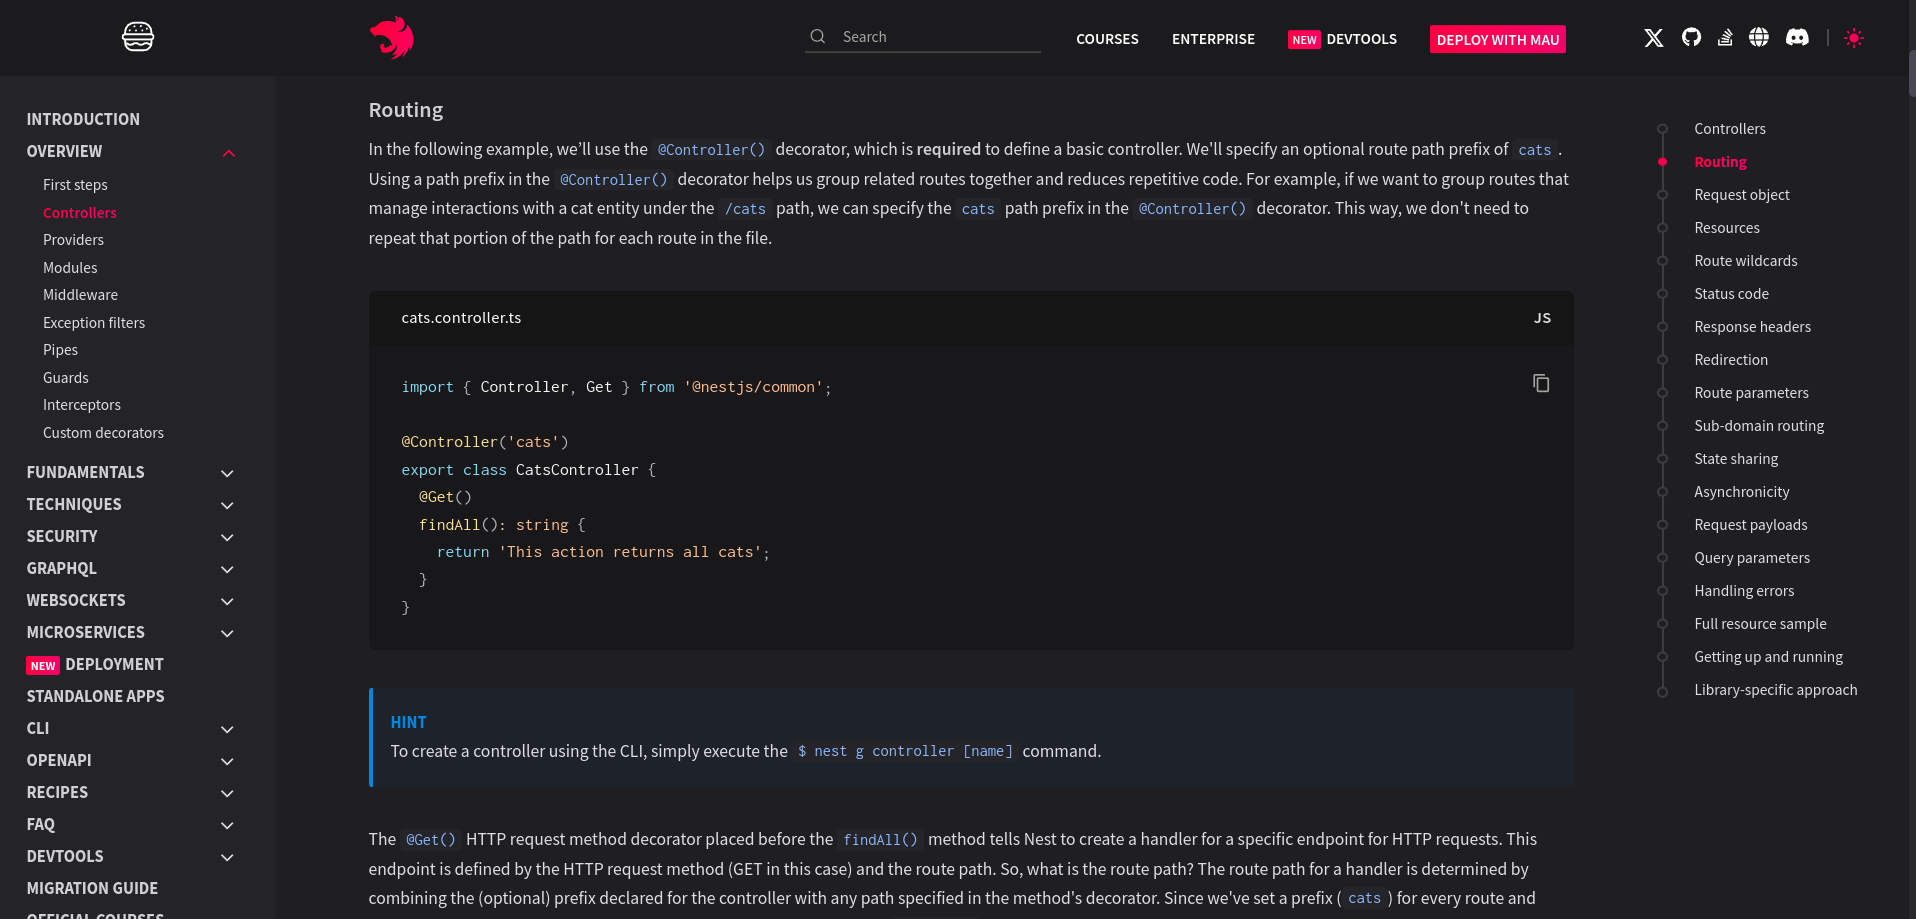 Search
COURSES
ENTERPRISE
NEW DEVTOOLS
DEPLOY WITH MAU
INTRODUCTION
OVERVIEW
First steps
Controllers
Providers
Modules
Middleware
Exception filters
Pipes
Guards
Interceptors
Custom decorators
FUNDAMENTALS
TECHNIQUES
SECURITY
GRAPHQL
WEBSOCKETS
MICROSERVICES
NEW DEPLOYMENT
STANDALONE APPS
CLI
OPENAPI
RECIPES
FAQ
DEVTOOLS
MIGRATION GUIDE
OFFICIAL COURSES
Routing
In the following example, we’ll use the @Controller() decorator, which is required to define a basic controller. We'll specify an optional route path prefix of cats .
Using a path prefix in the @Controller() decorator helps us group related routes together and reduces repetitive code. For example, if we want to group routes that
manage interactions with a cat entity under the /cats path, we can specify the cats path prefix in the @Controller() decorator. This way, we don't need to
repeat that portion of the path for each route in the file.
cats.controller.ts
JS
import { Controller, Get } from '@nestjs/common';
@Controller('cats')
export class CatsController {
  @Get()
  findAll(): string {
    return 'This action returns all cats';
  }
}
HINT
To create a controller using the CLI, simply execute the $ nest g controller [name] command.
The @Get() HTTP request method decorator placed before the findAll() method tells Nest to create a handler for a specific endpoint for HTTP requests. This
endpoint is defined by the HTTP request method (GET in this case) and the route path. So, what is the route path? The route path for a handler is determined by
combining the (optional) prefix declared for the controller with any path specified in the method's decorator. Since we've set a prefix ( cats ) for every route and
Controllers
Routing
Request object
Resources
Route wildcards
Status code
Response headers
Redirection
Route parameters
Sub-domain routing
State sharing
Asynchronicity
Request payloads
Query parameters
Handling errors
Full resource sample
Getting up and running
Library-specific approach